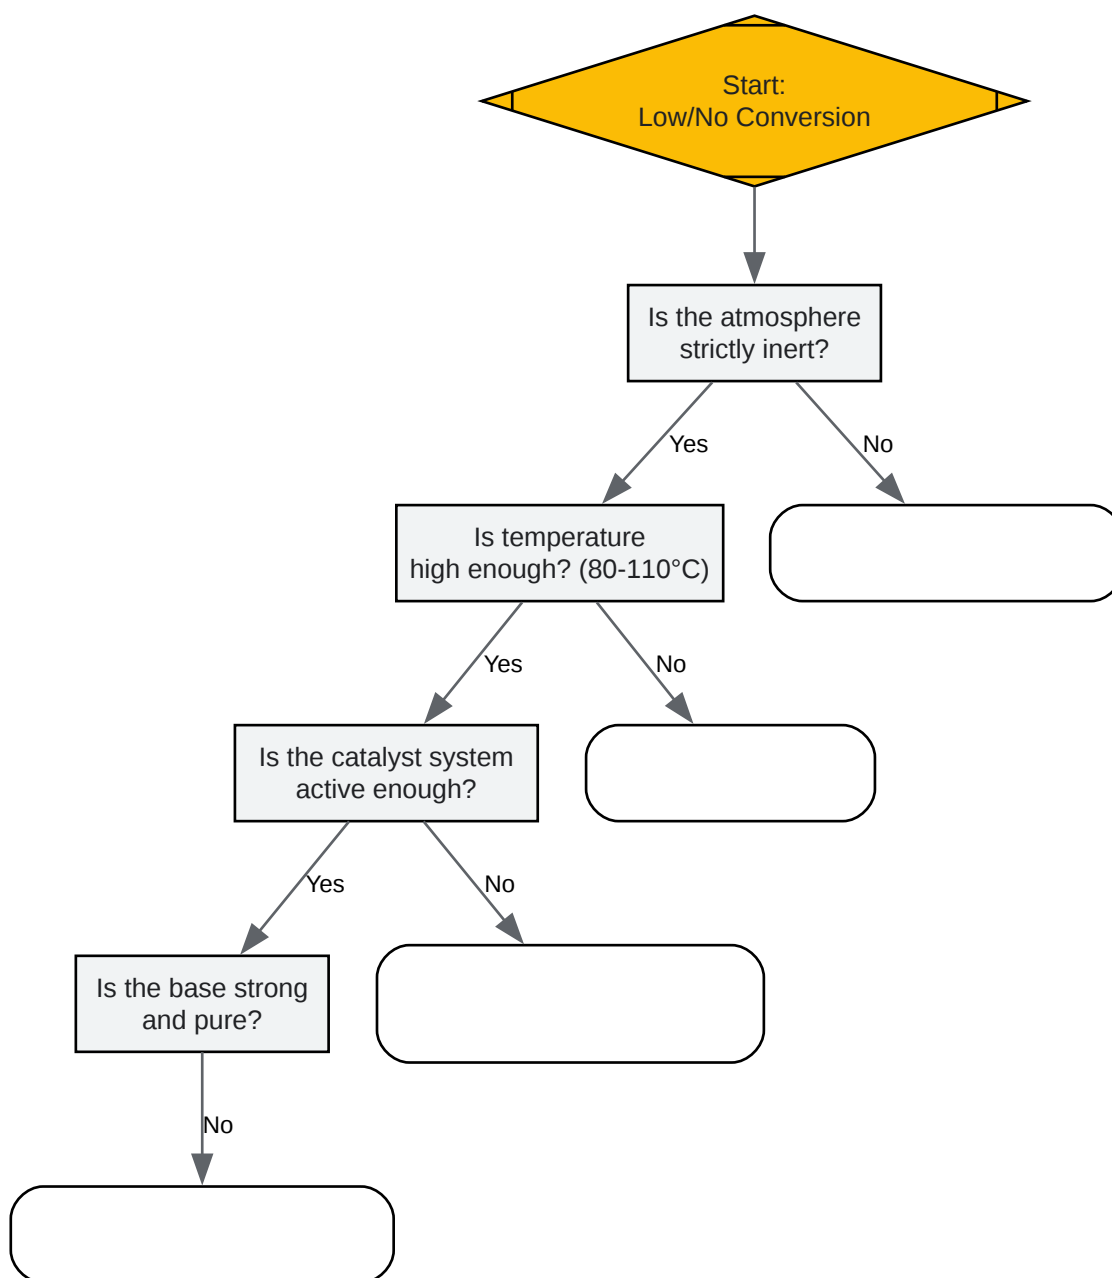 Start:
Low/No Conversion
Is the atmosphere
strictly inert?
Yes
No
Is temperature
high enough? (80-110°C)
Yes
No
Is the catalyst system
active enough?
Yes
No
Is the base strong
and pure?
No